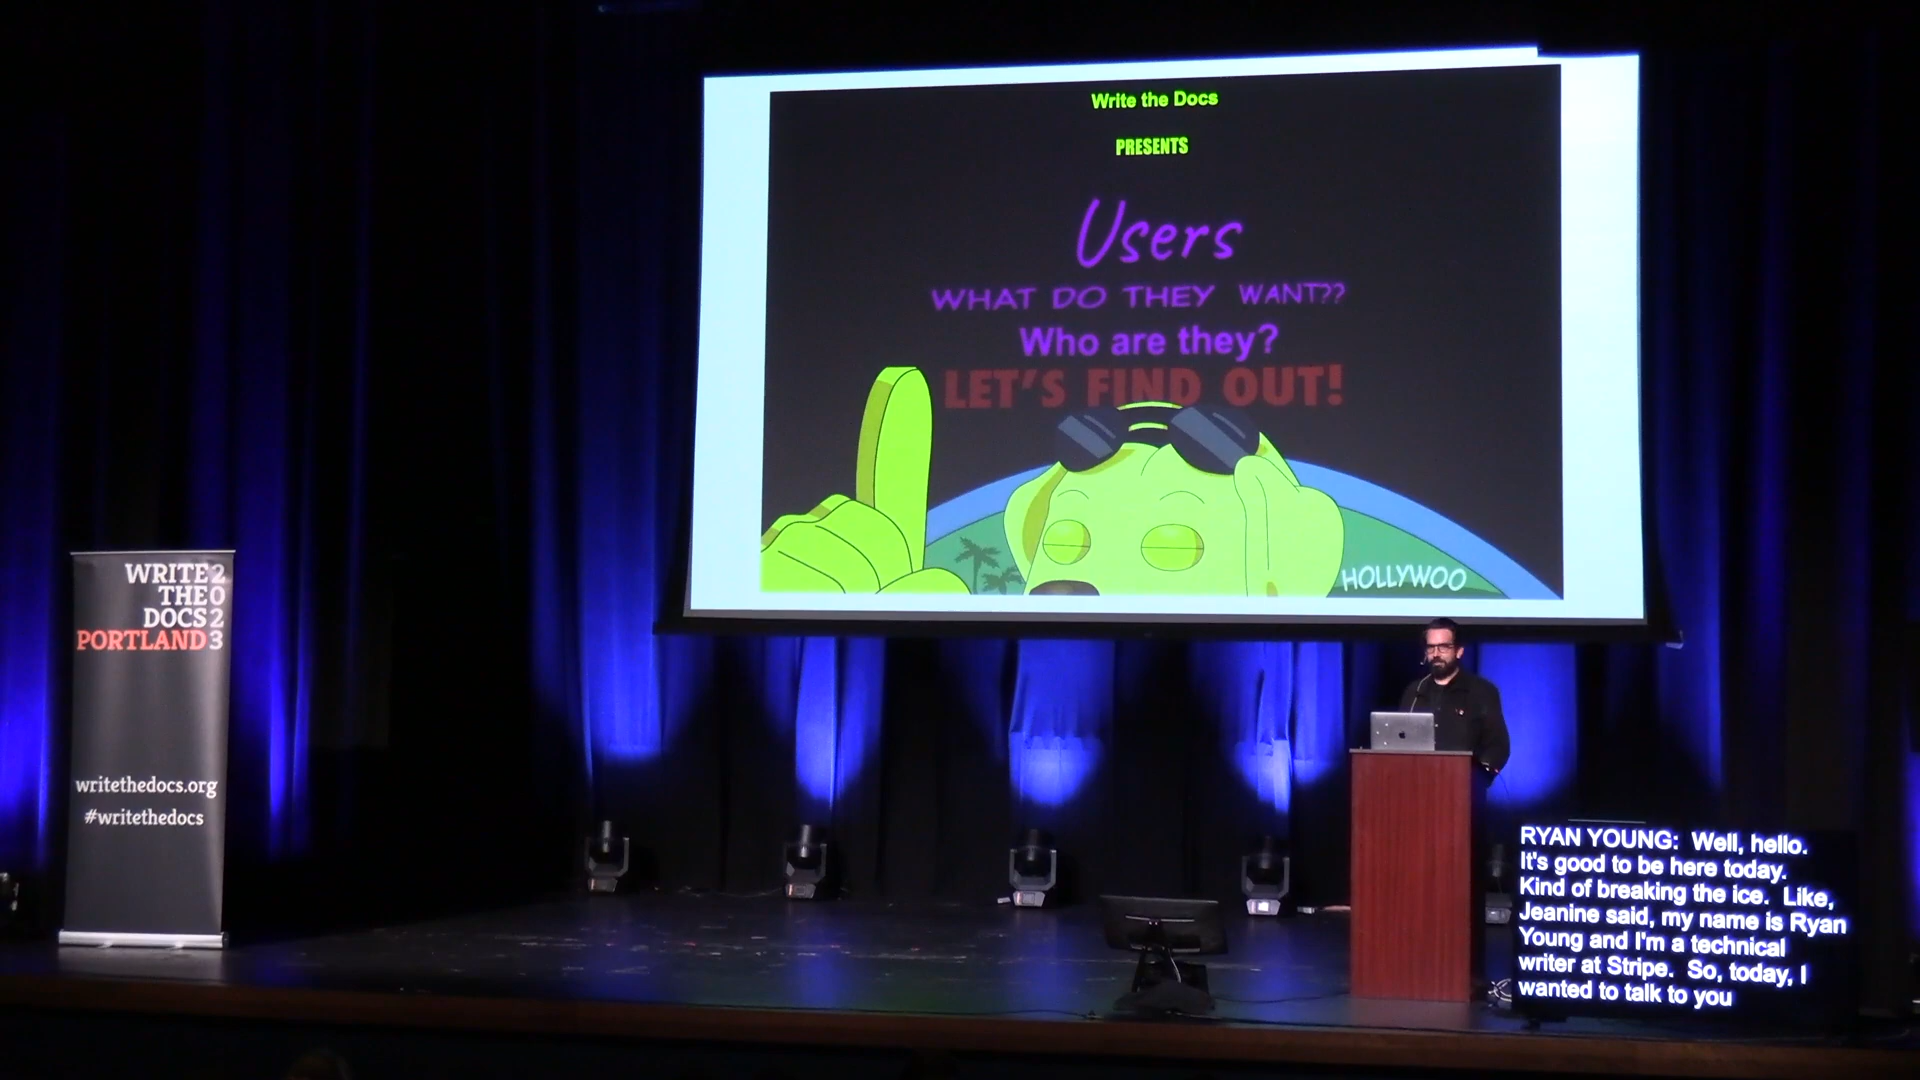 Write the Docs
PRESENTS
Users
WHAT DO THEY WANT??
Who are they?
LET'S FIND OUT!
HOLLYWOO
WRITE 2
THE 0
DOCS 2
PORTLAND 3
writethedocs.org
#writethedocs
RYAN YOUNG: Well, hello.
It's good to be here today.
Kind of breaking the ice. Like,
Jeanine said, my name is Ryan
Young and I'm a technical
writer at Stripe. So, today, I
wanted to talk to you